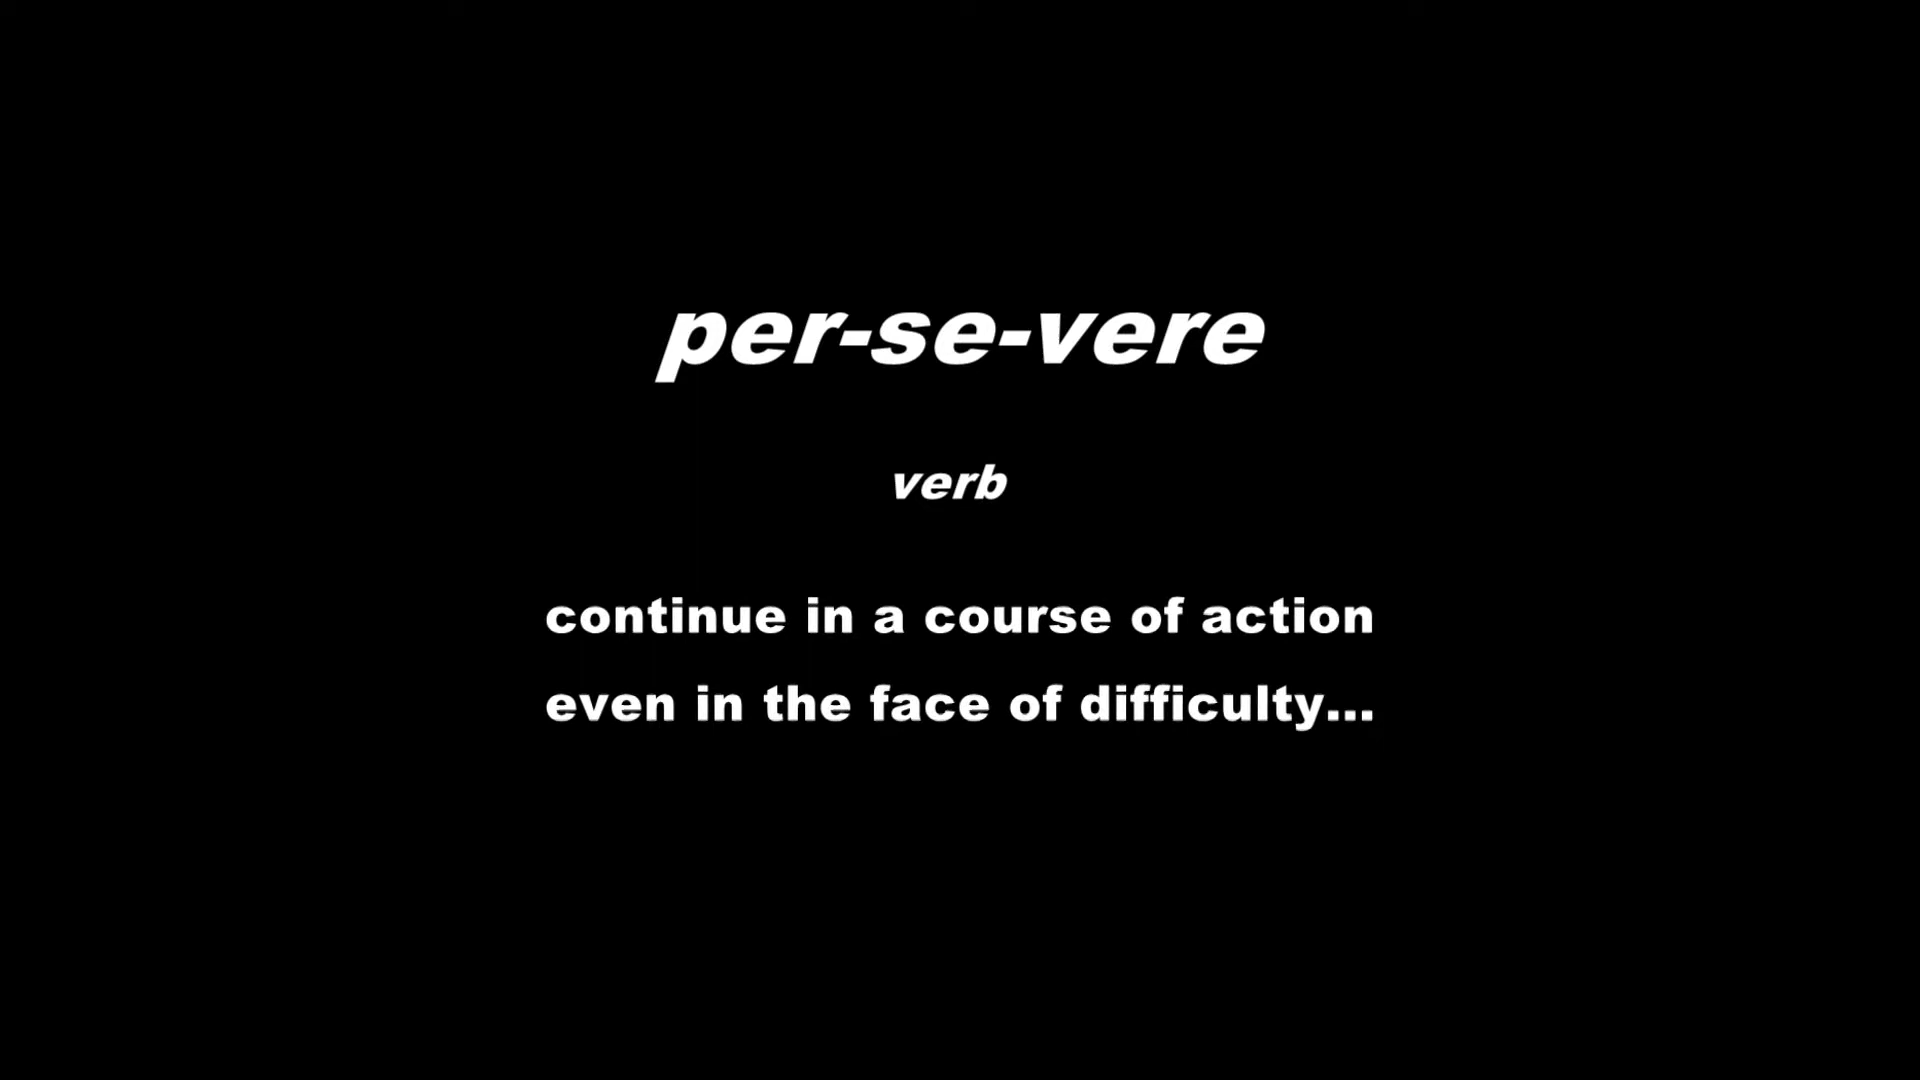 per-se-vere
verb
continue in a course of action
even in the face of difficulty...